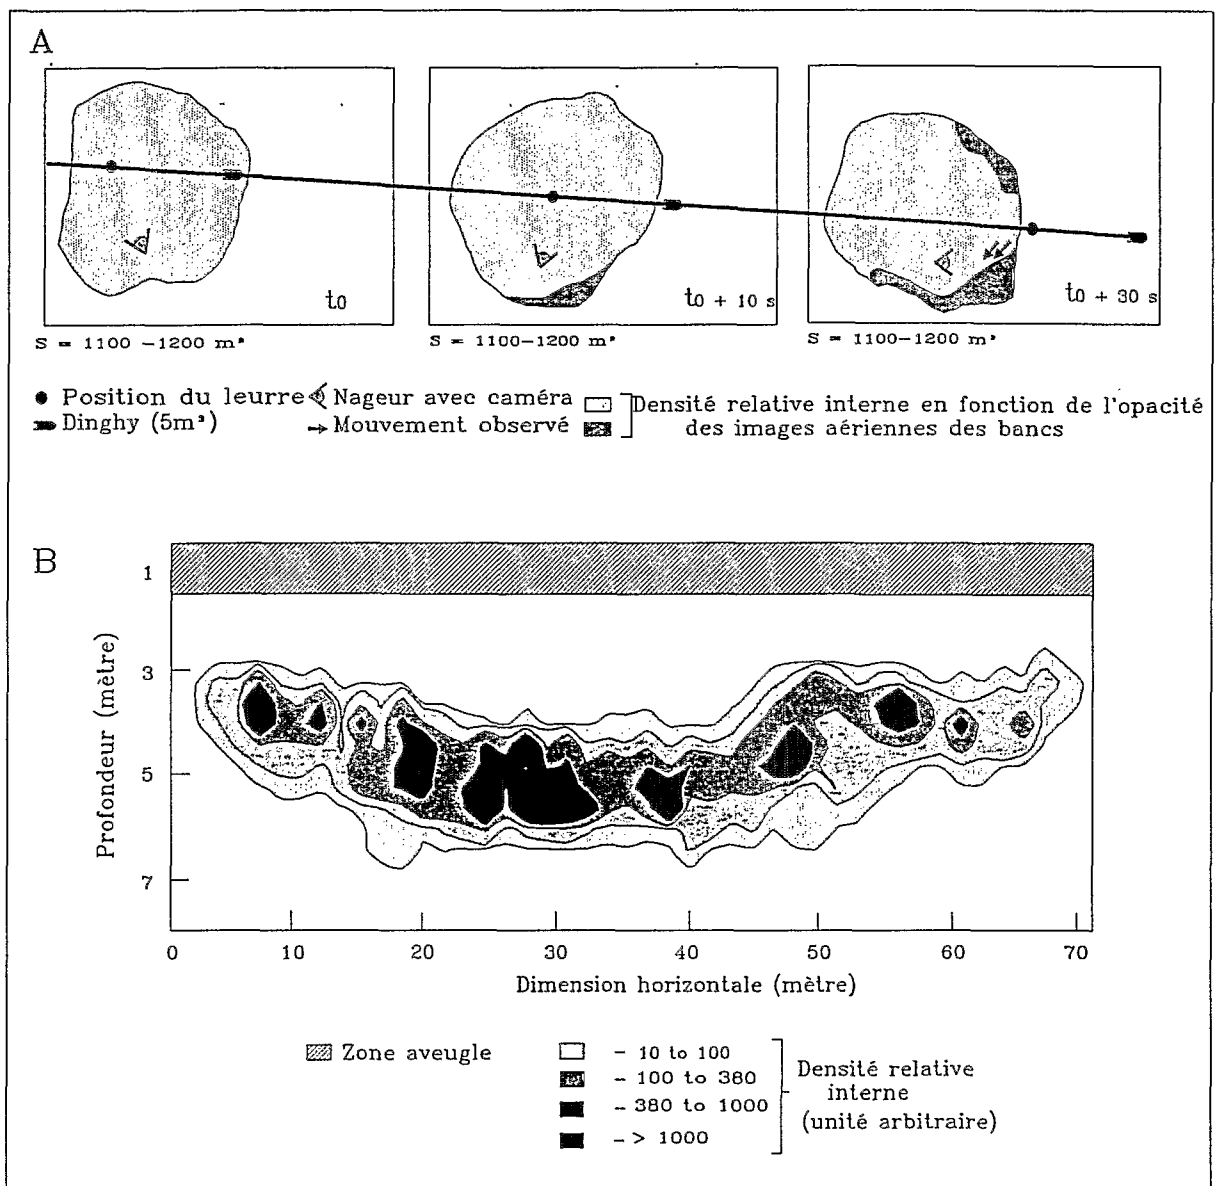 A
t0
t0 + 10 s
t0 + 30 s
S = 1100 -1200 m²
S = 1100-1200 m²
S = 1100-1200 m²
Position du leurre
Nageur avec caméra
Densité relative interne en fonction de l'opacité
Dinghy (5m²)
Mouvement observé
des images aériennes des bancs
B
Profondeur (mètre)
1
3
5
7
0
10
20
30
40
50
60
70
Dimension horizontale (mètre)
Zone aveugle
- 10 to 100
- 100 to 380
- 380 to 1000
- > 1000
Densité relative
interne
(unité arbitraire)